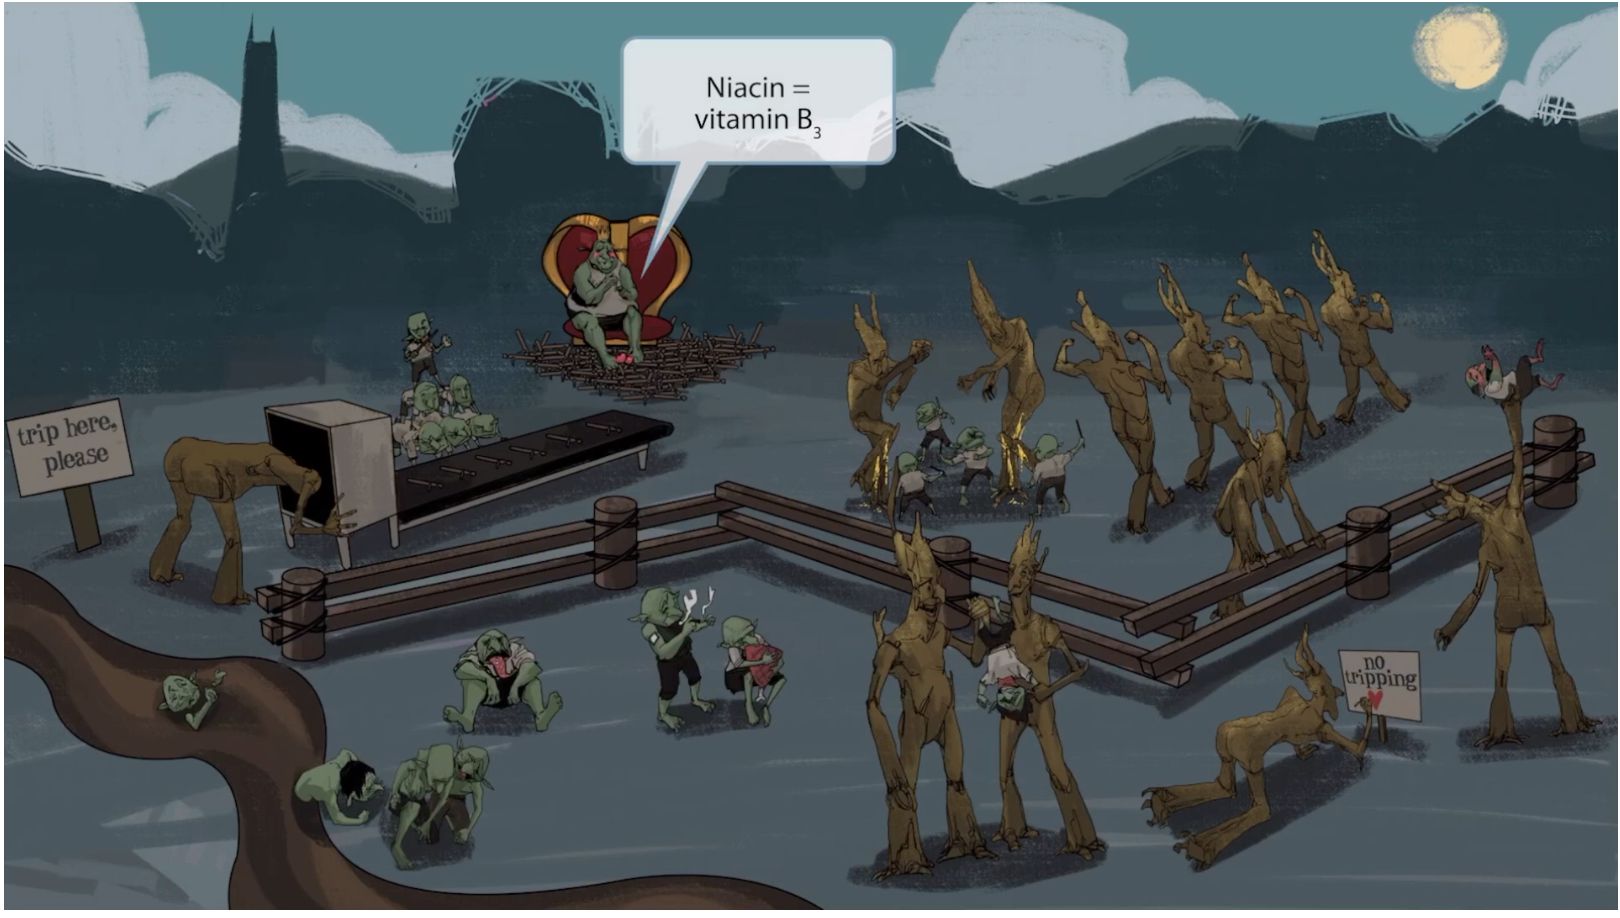 Niacin =
vitamin B₃
trip here,
please
no
tripping